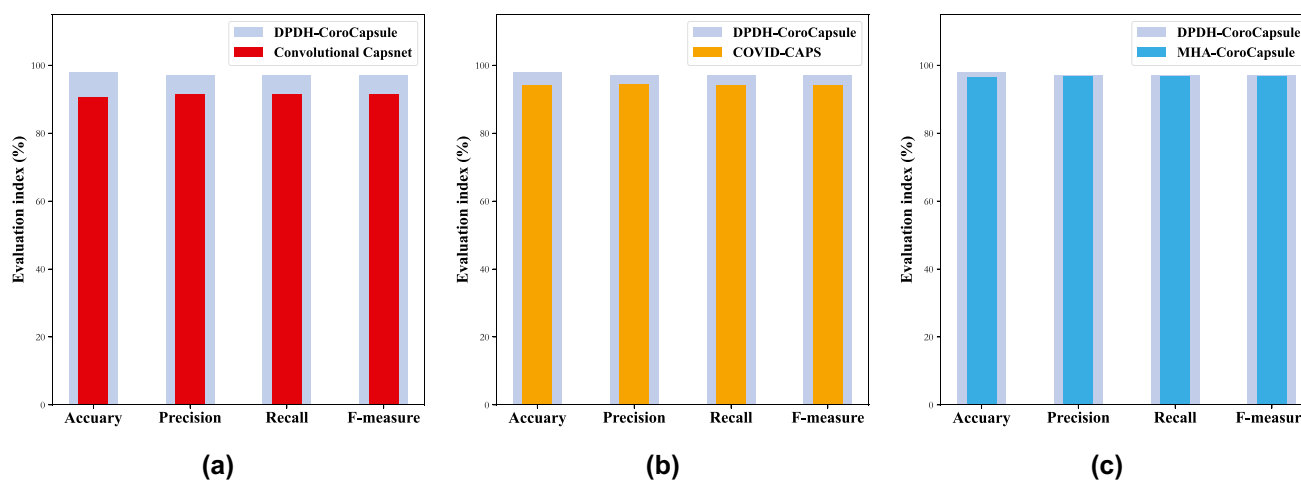 DPDH-CoroCapsule
Convolutional Capsnet
Evaluation index (%)
100
80
60
40
20
0
Accuary Precision Recall F-measure
(a)
DPDH-CoroCapsule
COVID-CAPS
Evaluation index (%)
100
80
60
40
20
0
Accuary Precision Recall F-measure
(b)
DPDH-CoroCapsule
MHA-CoroCapsule
Evaluation index (%)
100
80
60
40
20
0
Accuary Precision Recall F-measure
(c)